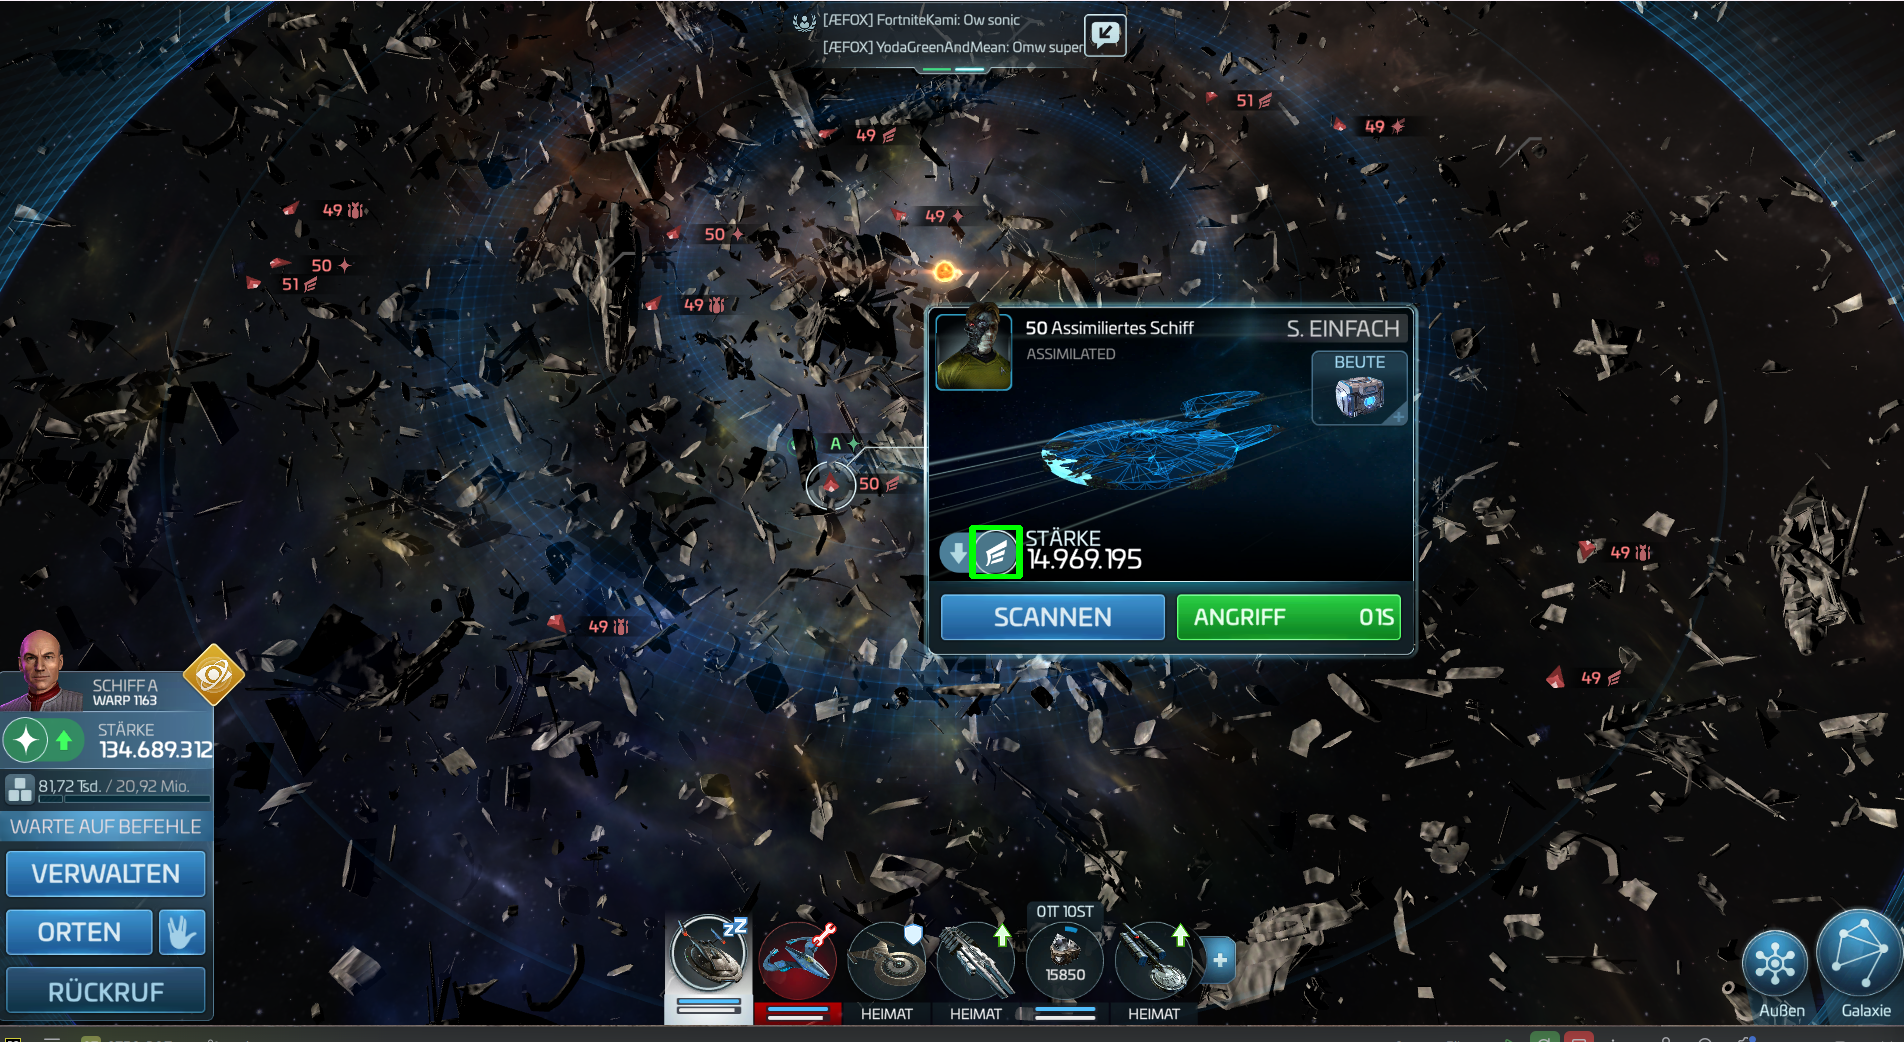 [ÆFOX] FortniteKami: Ow sonic
[ÆFOX] YodaGreenAndMean: Omw super
51
49
49
49
49
50
50
51
49
50 Assimiliertes Schiff
S. EINFACH
ASSIMILATED
BEUTE
A
50
STÄRKE
14.969.195
SCANNEN
ANGRIFF 01S
49
49
49
SCHIFF A
WARP 1163
STÄRKE
134.689.312
81,72 Tsd. / 20,92 Mio.
WARTE AUF BEFEHLE
VERWALTEN
ORTEN
RÜCKRUF
zZ
01T 10ST
15850
HEIMAT
HEIMAT
HEIMAT
Außen
Galaxie